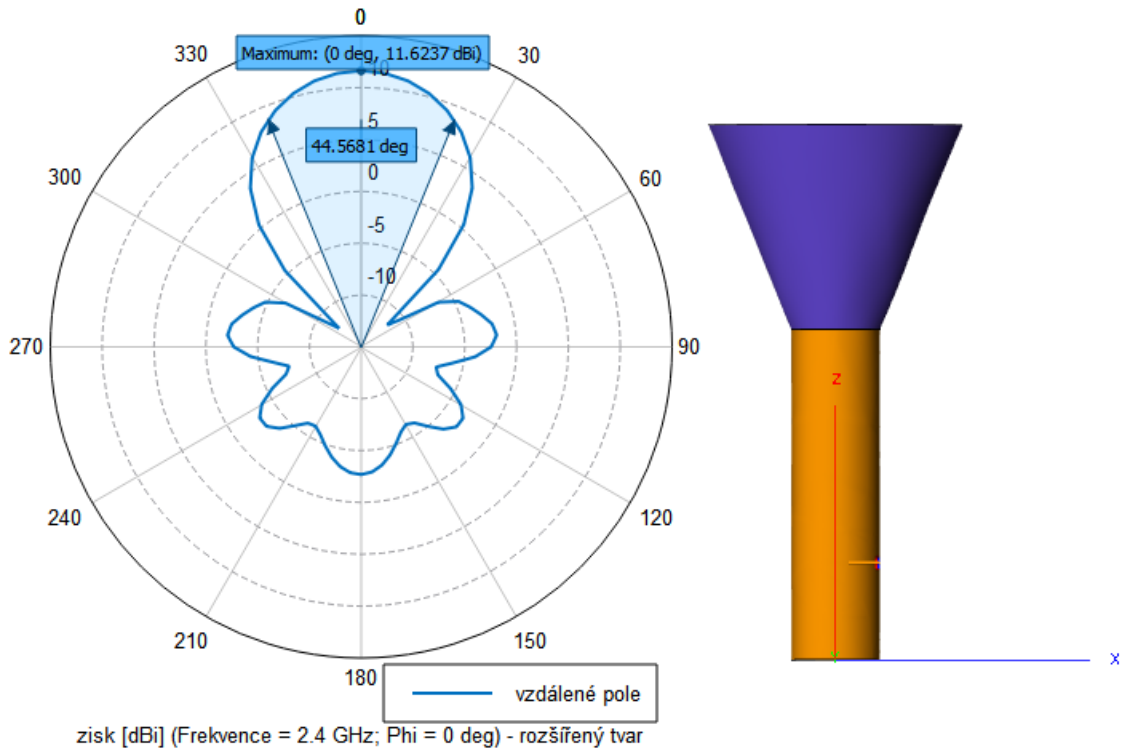 0
330
Maximum: (0 deg, 11.6237 dBi)
30
10
5
44.5681 deg
300
0
60
-5
-10
270
90
z
240
120
210
150
x
180
vzdálené pole
zisk [dBi] (Frekvence = 2.4 GHz; Phi = 0 deg) - rozšířený tvar